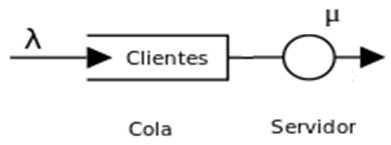 λ
μ
Clientes
Cola
Servidor